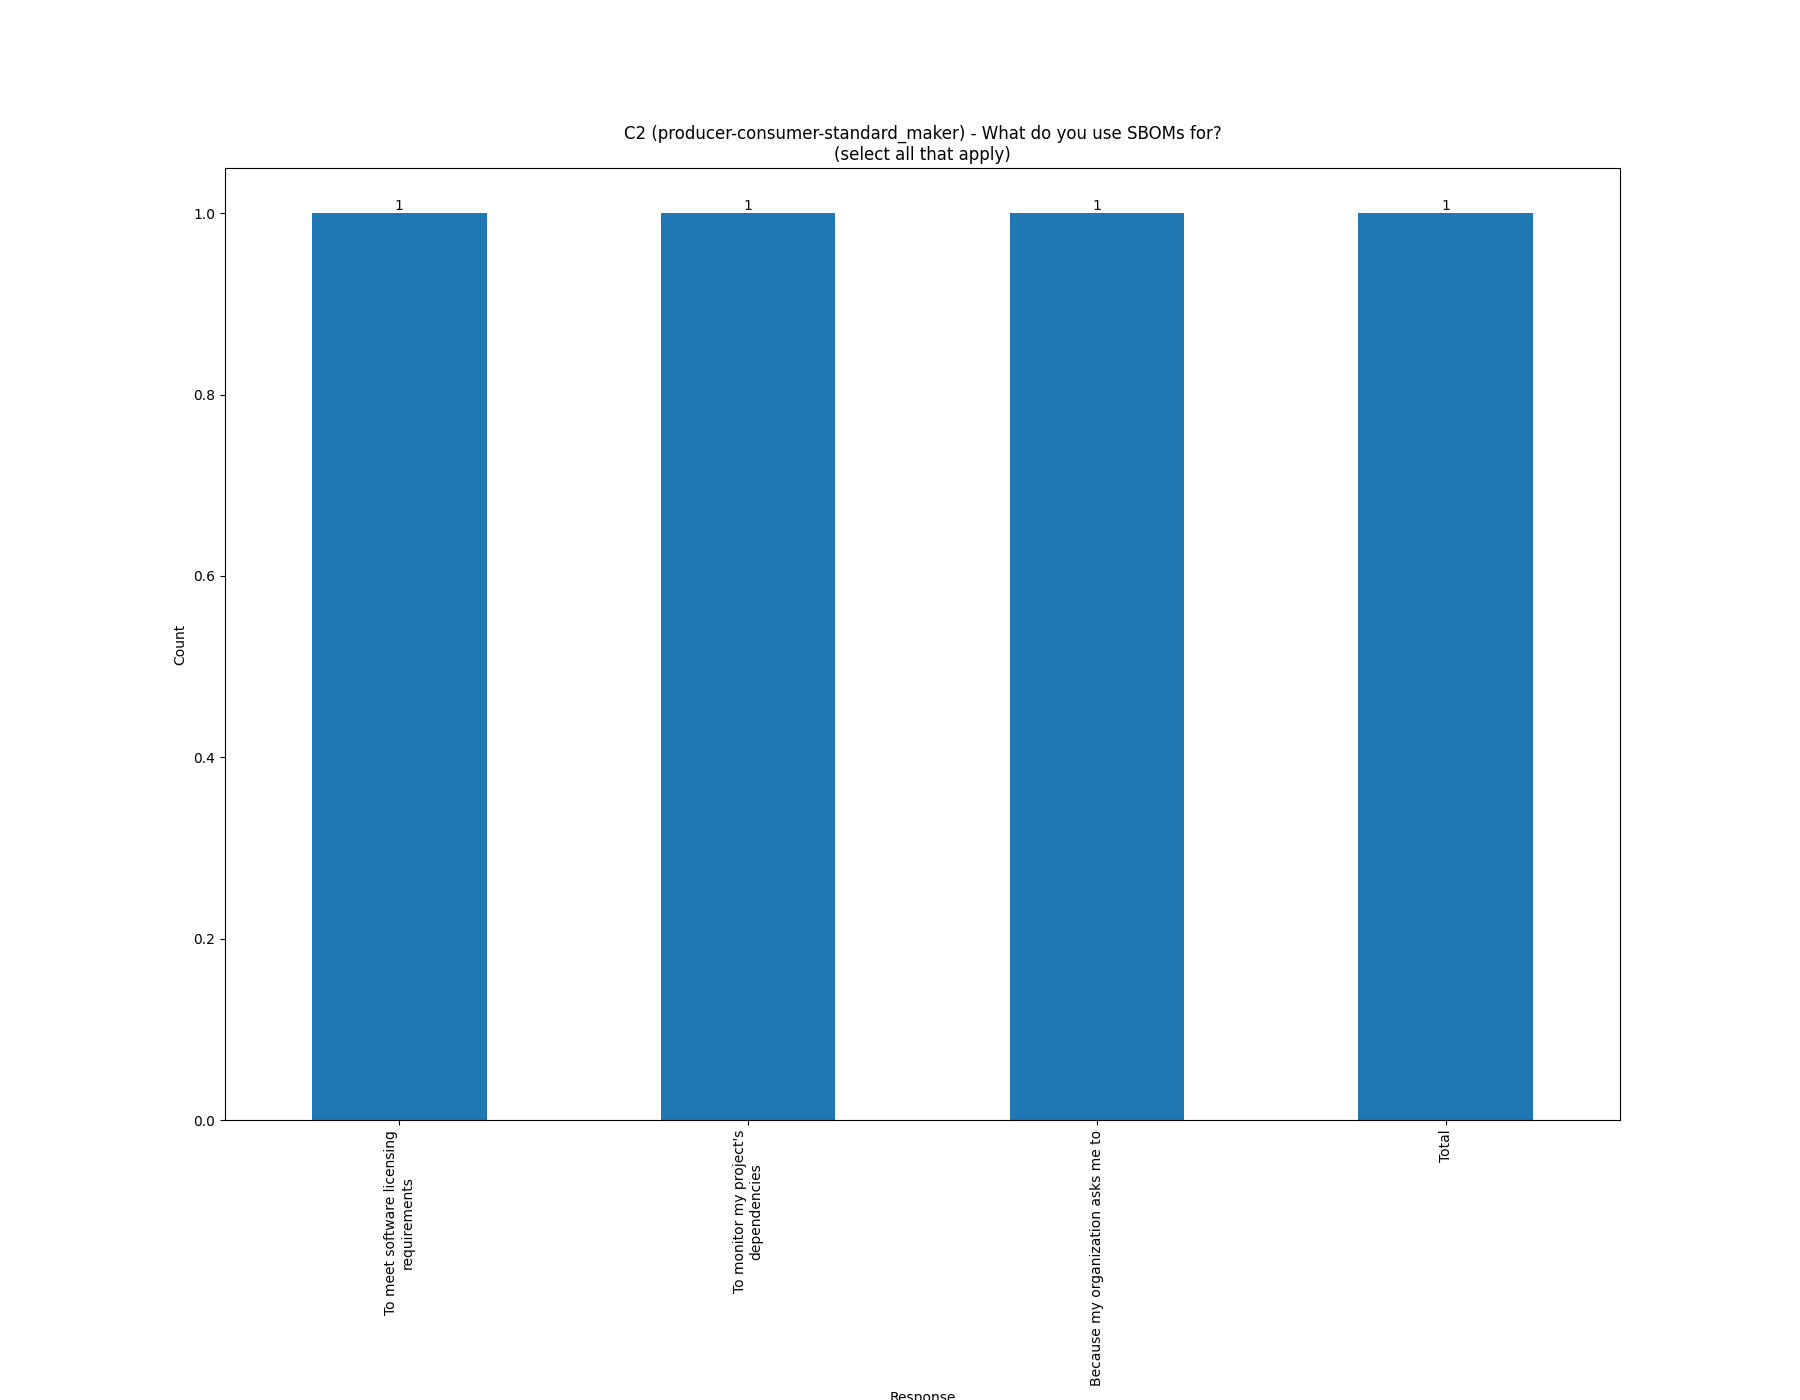 C2 (producer-consumer-standard_maker) - What do you use SBOMs for?
(select all that apply)
1
1
1
1
1.0
0.8
0.6
0.4
0.2
0.0
Count
To meet software licensing
requirements
To monitor my project's
dependencies
Because my organization asks me to
Total
Response